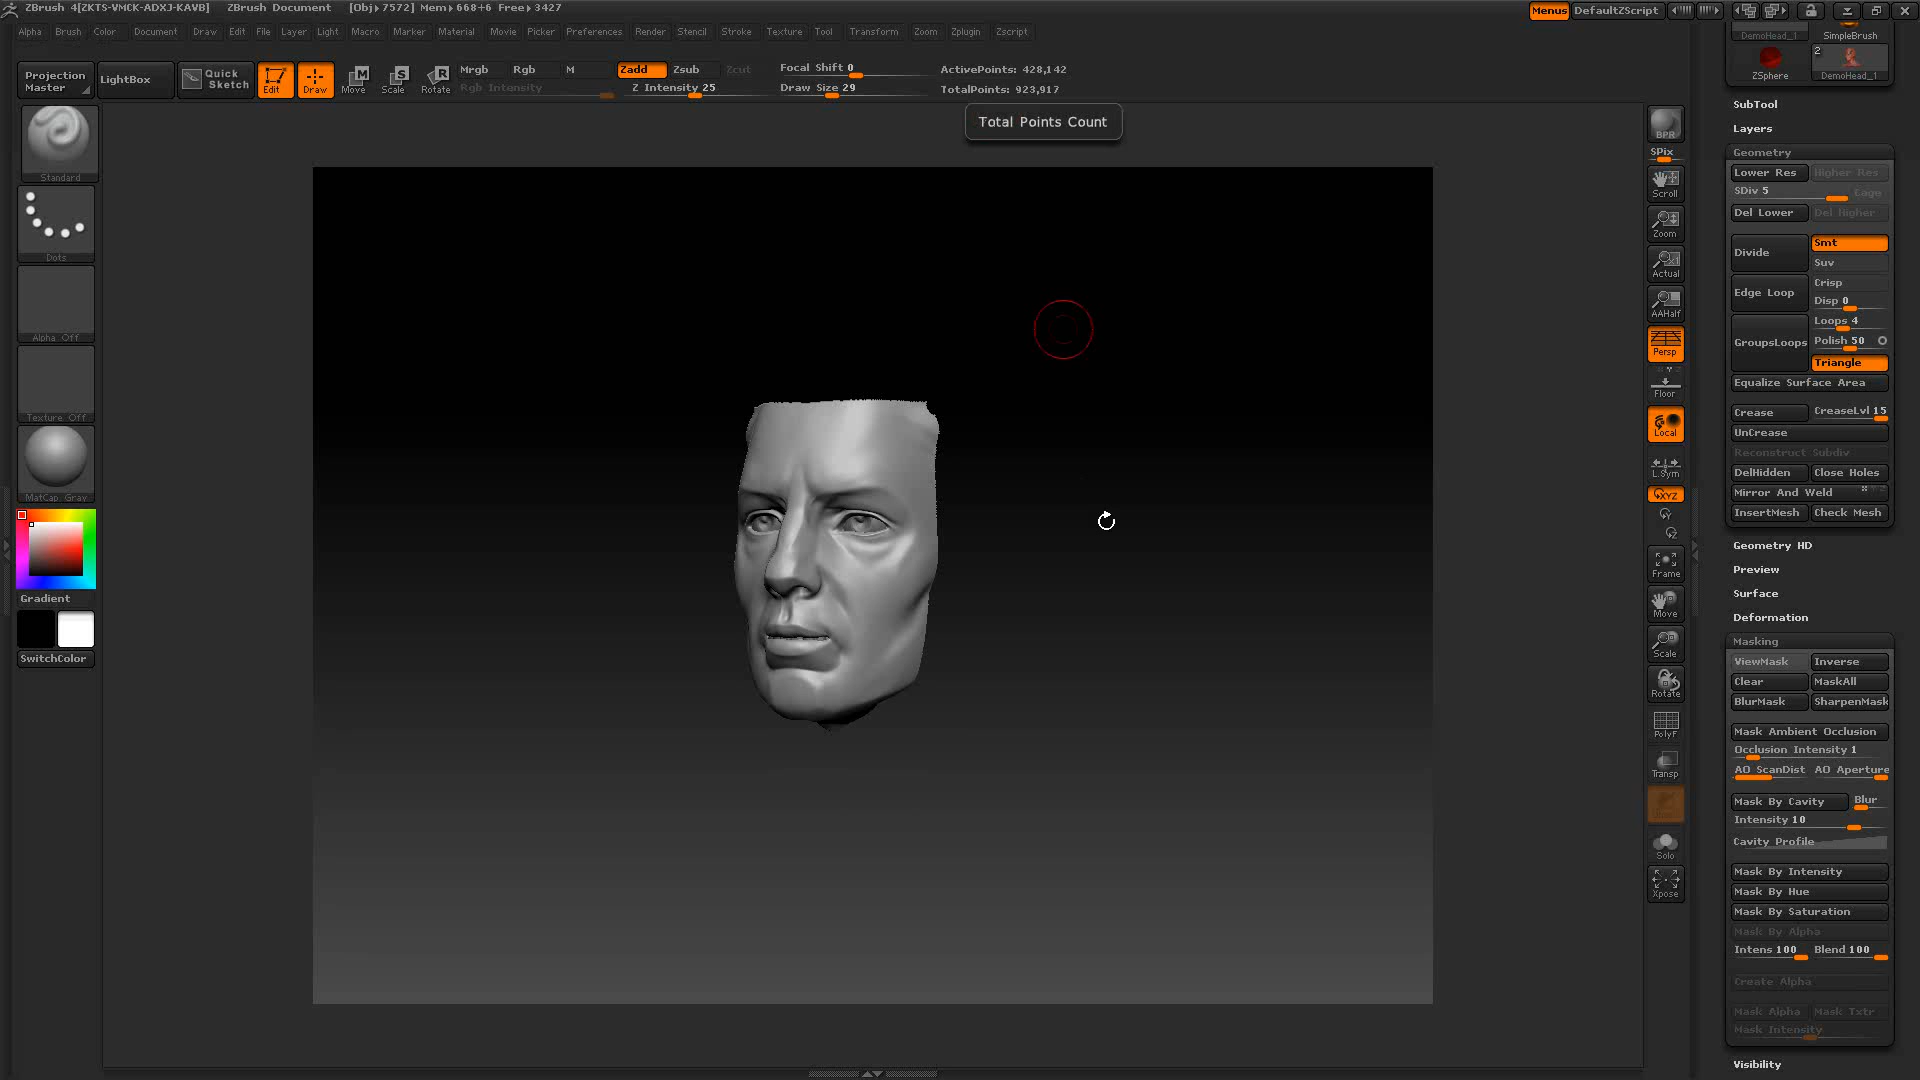 ZBrush 4[ZKTS-VMCK-ADXJ-KAVB] ZBrush Document [Obj▸7572] Mem▸668+6 Free▸3427 Menus DefaultZScript
Alpha Brush Color Document Draw Edit File Layer Light Macro Marker Material Movie Picker Preferences Render Stencil Stroke Texture Tool Transform Zoom Zplugin Zscript
Projection Master
LightBox
Quick Sketch
Edit
Draw
Move
Scale
Rotate
Mrgb Rgb M
Rgb Intensity
Zadd Zsub Zcut
Z Intensity 25
Focal Shift 0
Draw Size 29
ActivePoints: 428,142
TotalPoints: 923,917
Total Points Count
Standard
Dots
Alpha Off
Texture Off
MatCap Gray
Gradient
SwitchColor
BPR
SPix
Scroll
Zoom
Actual
AAHalf
Persp
Floor
Local
L.Sym
XYZ
Y
Z
Frame
Move
Scale
Rotate
PolyF
Transp
Solo
Xpose
DemoHead_1 SimpleBrush
2
ZSphere DemoHead_1
SubTool
Layers
Geometry
Lower Res Higher Res
SDiv 5 Cage
Del Lower Del Higher
Divide Smt
Suv
Edge Loop Crisp
Disp 0
GroupsLoops Loops 4
Polish 50
Triangle
Equalize Surface Area
Crease CreaseLvl 15
UnCrease
Reconstruct Subdiv
DelHidden Close Holes
Mirror And Weld
InsertMesh Check Mesh
Geometry HD
Preview
Surface
Deformation
Masking
ViewMask Inverse
Clear MaskAll
BlurMask SharpenMask
Mask Ambient Occlusion
Occlusion Intensity 1
AO ScanDist AO Aperture
Mask By Cavity Blur
Intensity 10
Cavity Profile
Mask By Intensity
Mask By Hue
Mask By Saturation
Mask By Alpha
Intens 100 Blend 100
Create Alpha
Mask Alpha Mask Txtr
Mask Intensity
Visibility